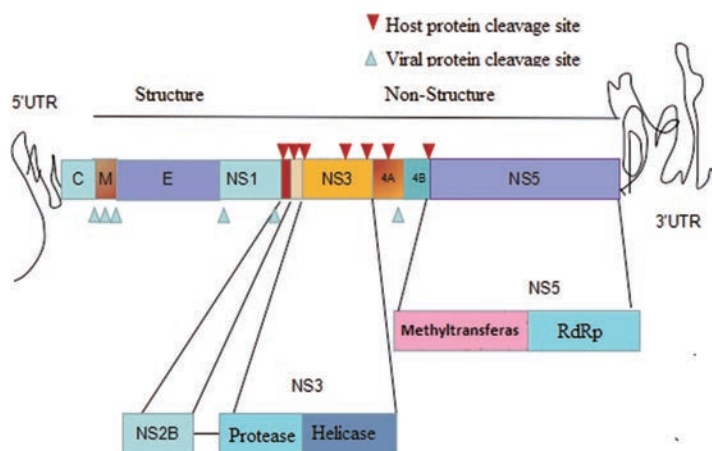 Host protein cleavage site
Viral protein cleavage site
5'UTR
Structure
Non-Structure
C M E NS1 NS3 4A 4B NS5
3'UTR
NS5
Methyltransferas RdRp
NS3
NS2B Protease Helicase